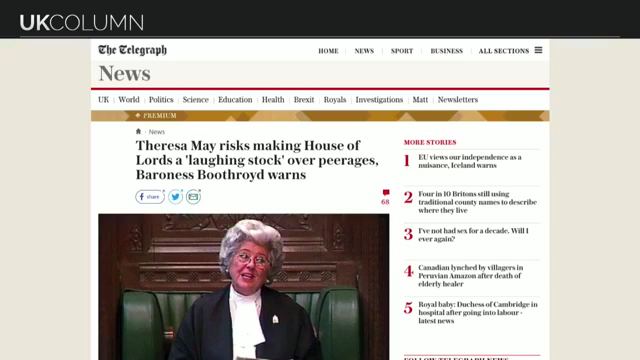 UKCOLUMN
The Telegraph
HOME NEWS SPORT BUSINESS ALL SECTIONS
News
UK World Politics Science Education Health Brexit Royals Investigations Matt Newsletters
PREMIUM
News
Theresa May risks making House of
Lords a 'laughing stock' over peerages,
Baroness Boothroyd warns
share
68
MORE STORIES
1 EU views our independence as a
nuisance, Iceland warns
2 Four in 10 Britons still using
traditional county names to describe
where they live
3 I've not had sex for a decade. Will I
ever again?
4 Canadian lynched by villagers in
Peruvian Amazon after death of
elderly healer
5 Royal baby: Duchess of Cambridge in
hospital after going into labour -
latest news
FOLLOW TELEGRAPH NEWS